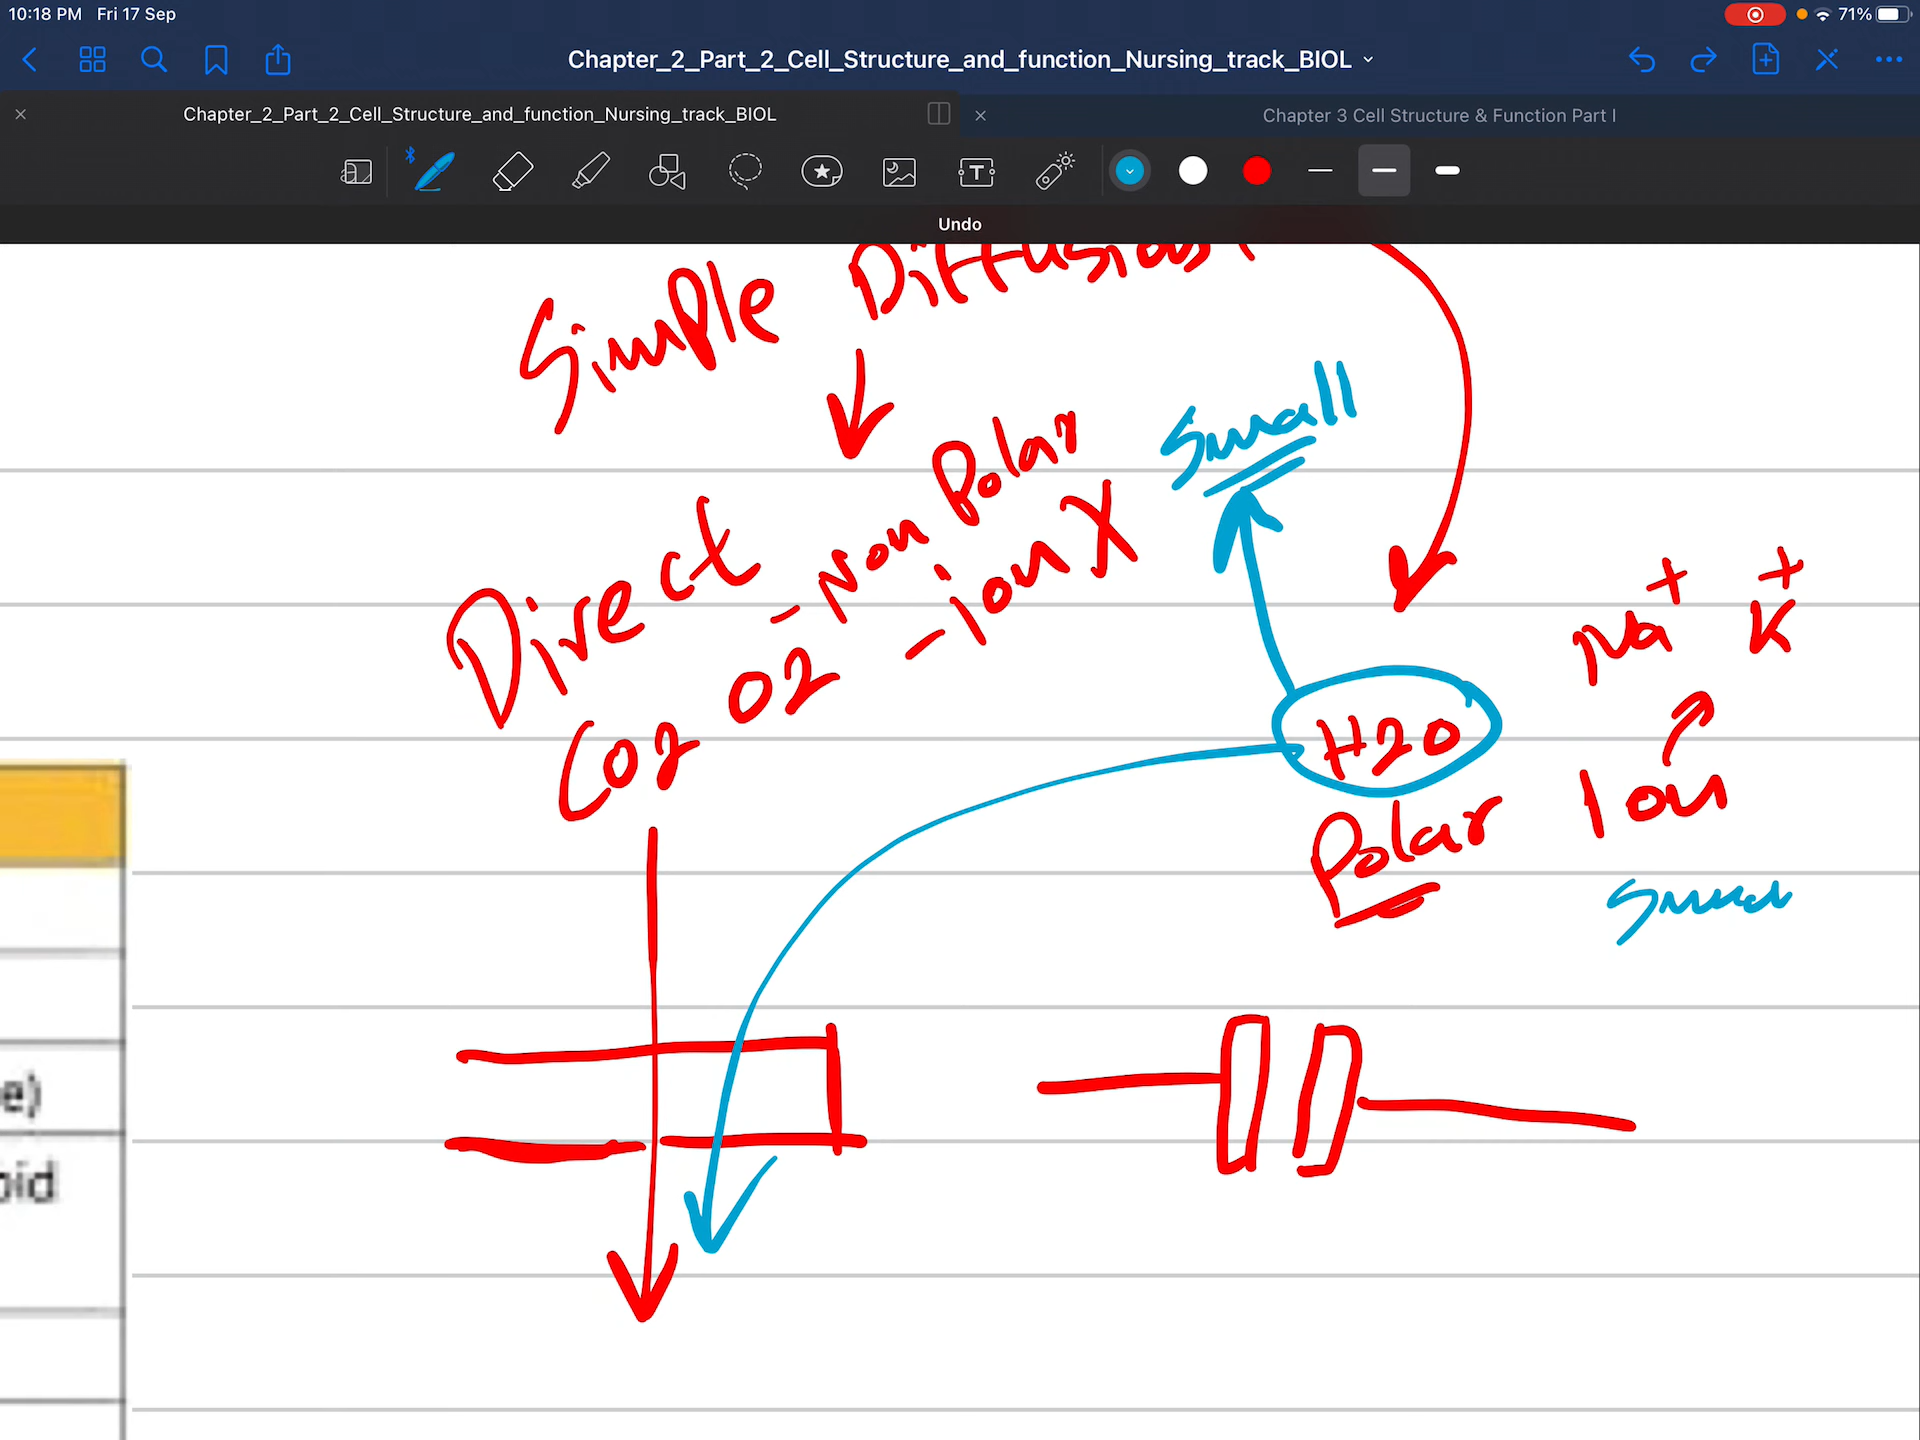 10:18 PM Fri 17 Sep
71%
Chapter_2_Part_2_Cell_Structure_and_function_Nursing_track_BIOL
Chapter_2_Part_2_Cell_Structure_and_function_Nursing_track_BIOL
Chapter 3 Cell Structure & Function Part I
Undo
Simple Diffusion
Small
Direct
- Non Polar
- ion X
CO2 O2
Na+ K+
H2O
Polar
Ion
e)
oid